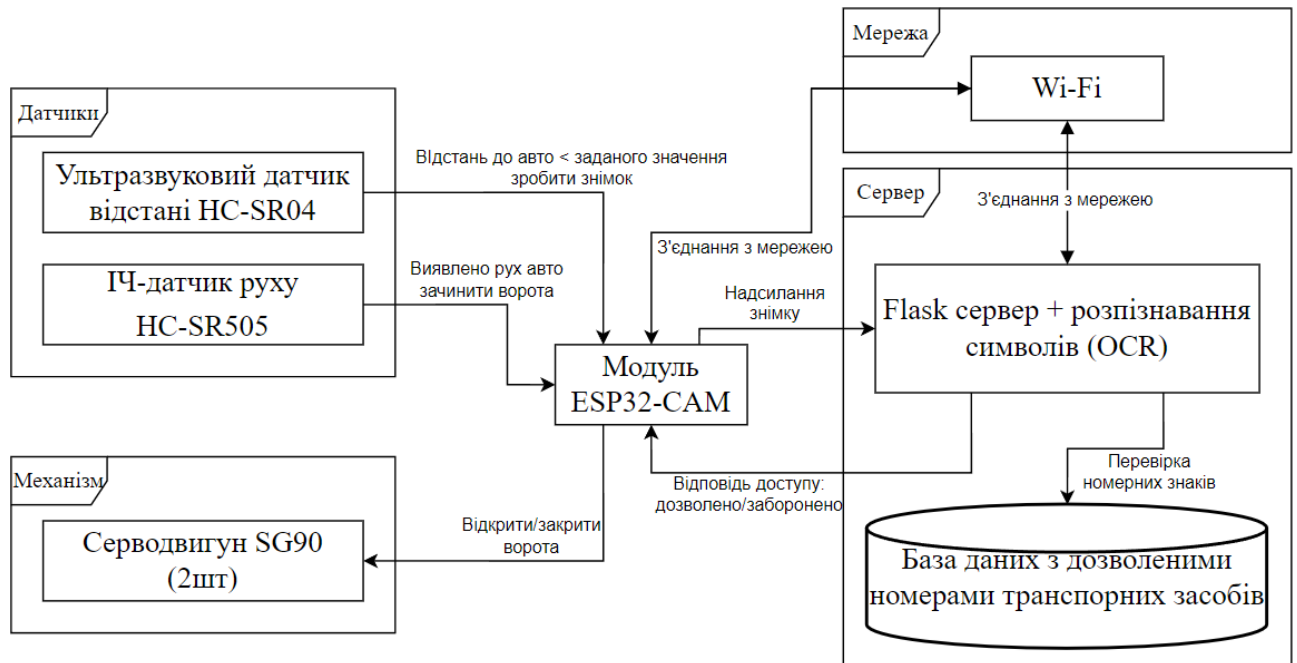 Мережа
Wi-Fi
Датчики
Ультразвуковий датчик
відстані HC-SR04
ВІдстань до авто < заданого значення
зробити знімок
ІЧ-датчик руху
HC-SR505
Виявлено рух авто
зачинити ворота
З'єднання з мережею
Сервер
З'єднання з мережею
Надсилання
знімку
Flask сервер + розпізнавання
символів (OCR)
Модуль
ESP32-CAM
Механізм
Серводвигун SG90
(2шт)
Відкрити/закрити
ворота
Відповідь доступу:
дозволено/заборонено
Перевірка
номерних знаків
База даних з дозволеними
номерами транспорних засобів